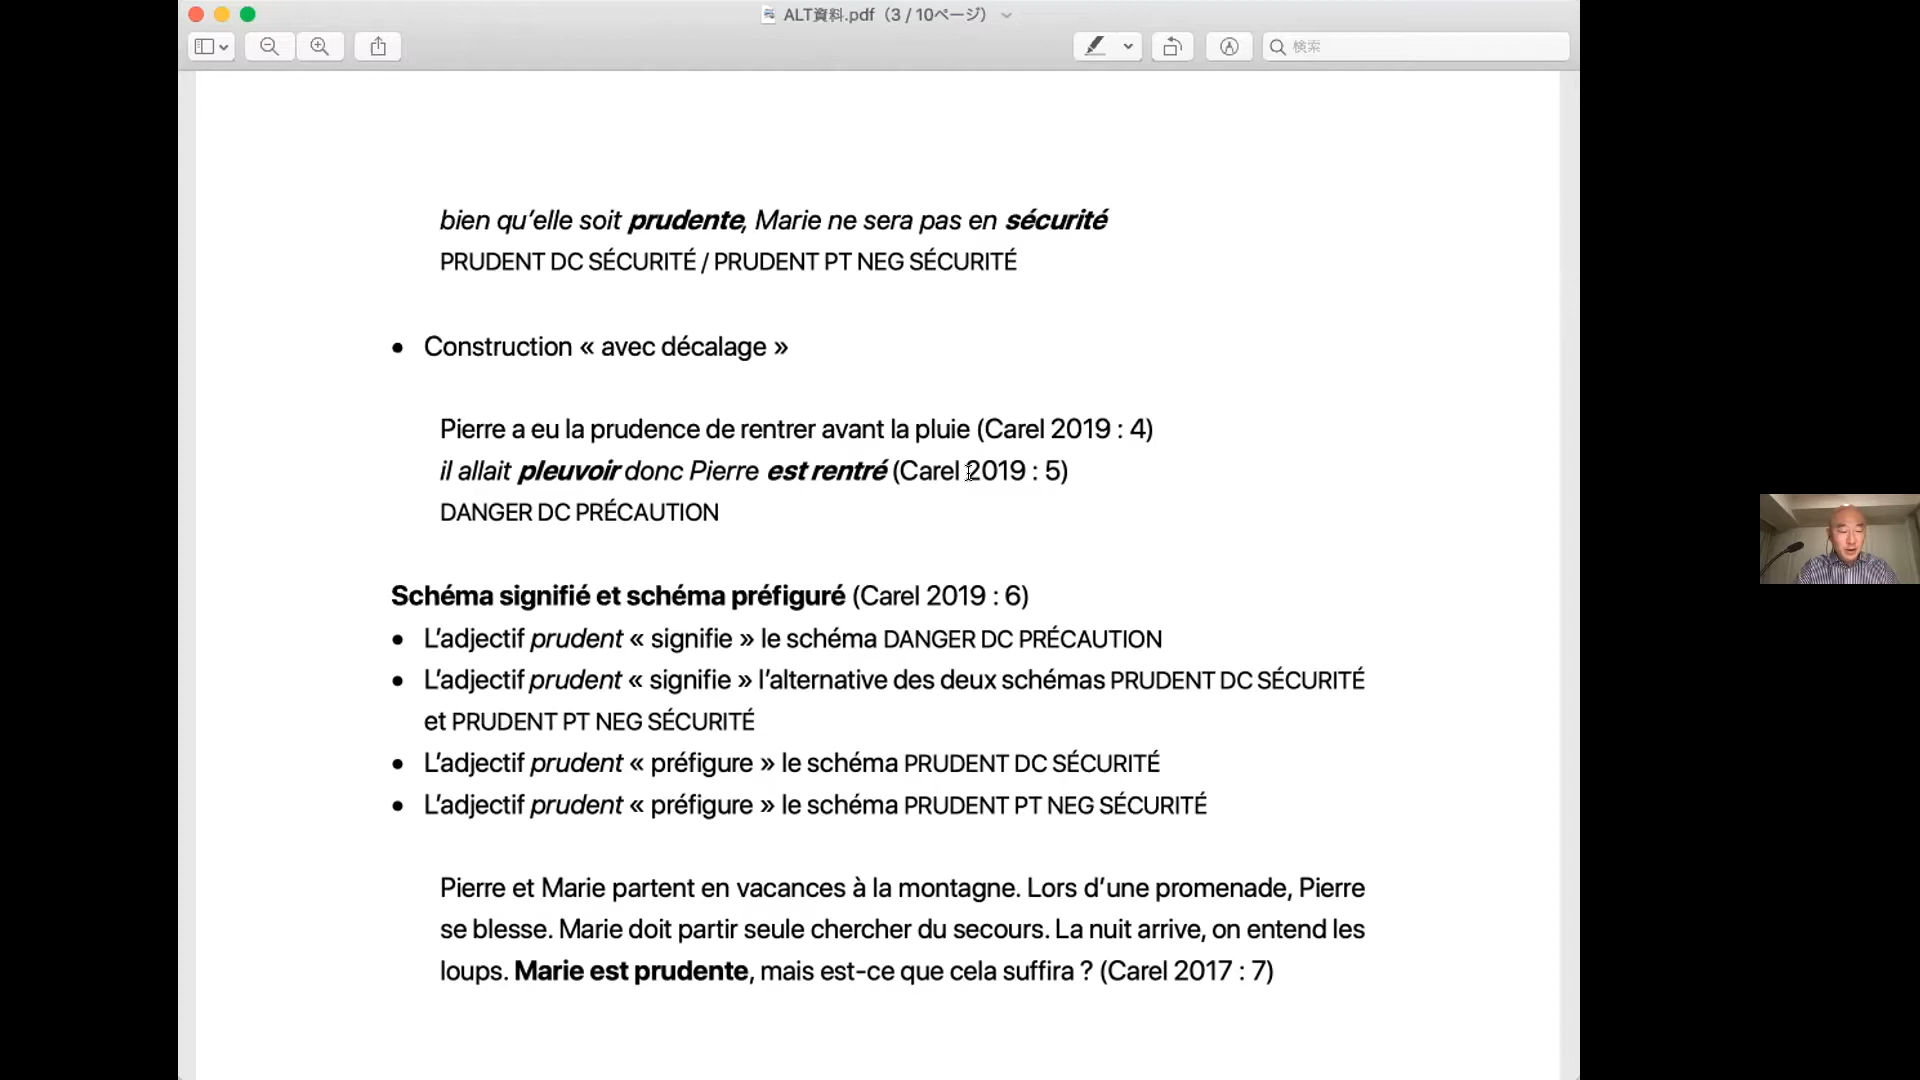 ALT資料.pdf（3 / 10ページ）
検索
bien qu’elle soit prudente, Marie ne sera pas en sécurité
PRUDENT DC SÉCURITÉ / PRUDENT PT NEG SÉCURITÉ
• Construction « avec décalage »
Pierre a eu la prudence de rentrer avant la pluie (Carel 2019 : 4)
il allait pleuvoir donc Pierre est rentré (Carel 2019 : 5)
DANGER DC PRÉCAUTION
Schéma signifié et schéma préfiguré (Carel 2019 : 6)
• L’adjectif prudent « signifie » le schéma DANGER DC PRÉCAUTION
• L’adjectif prudent « signifie » l’alternative des deux schémas PRUDENT DC SÉCURITÉ
et PRUDENT PT NEG SÉCURITÉ
• L’adjectif prudent « préfigure » le schéma PRUDENT DC SÉCURITÉ
• L’adjectif prudent « préfigure » le schéma PRUDENT PT NEG SÉCURITÉ
Pierre et Marie partent en vacances à la montagne. Lors d’une promenade, Pierre
se blesse. Marie doit partir seule chercher du secours. La nuit arrive, on entend les
loups. Marie est prudente, mais est-ce que cela suffira ? (Carel 2017 : 7)